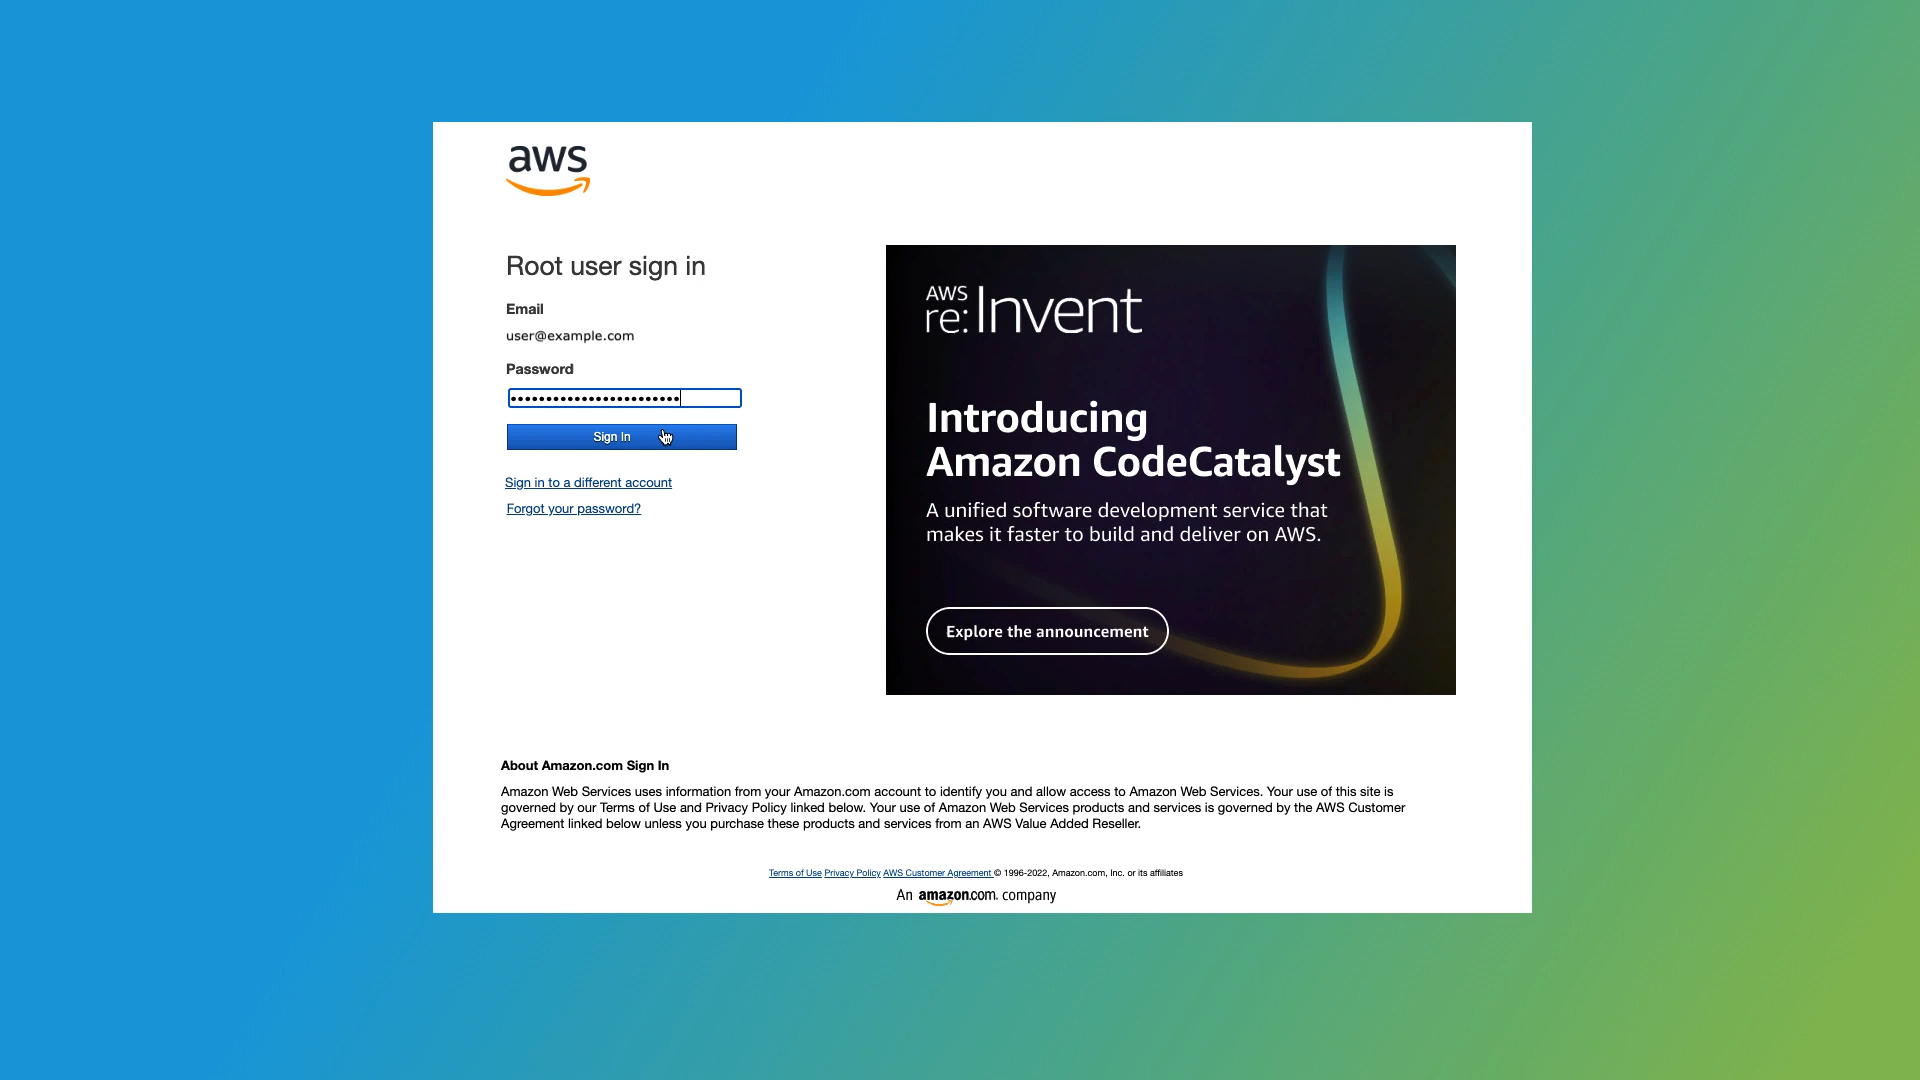 aws
Root user sign in
Email
user@example.com
Password
••••••••••••••••••••••••
Sign In
Sign in to a different account
Forgot your password?
AWS
re:Invent
Introducing
Amazon CodeCatalyst
A unified software development service that
makes it faster to build and deliver on AWS.
Explore the announcement
About Amazon.com Sign In
Amazon Web Services uses information from your Amazon.com account to identify you and allow access to Amazon Web Services. Your use of this site is
governed by our Terms of Use and Privacy Policy linked below. Your use of Amazon Web Services products and services is governed by the AWS Customer
Agreement linked below unless you purchase these products and services from an AWS Value Added Reseller.
Terms of Use Privacy Policy AWS Customer Agreement © 1996-2022, Amazon.com, Inc. or its affiliates
An amazon.com. company